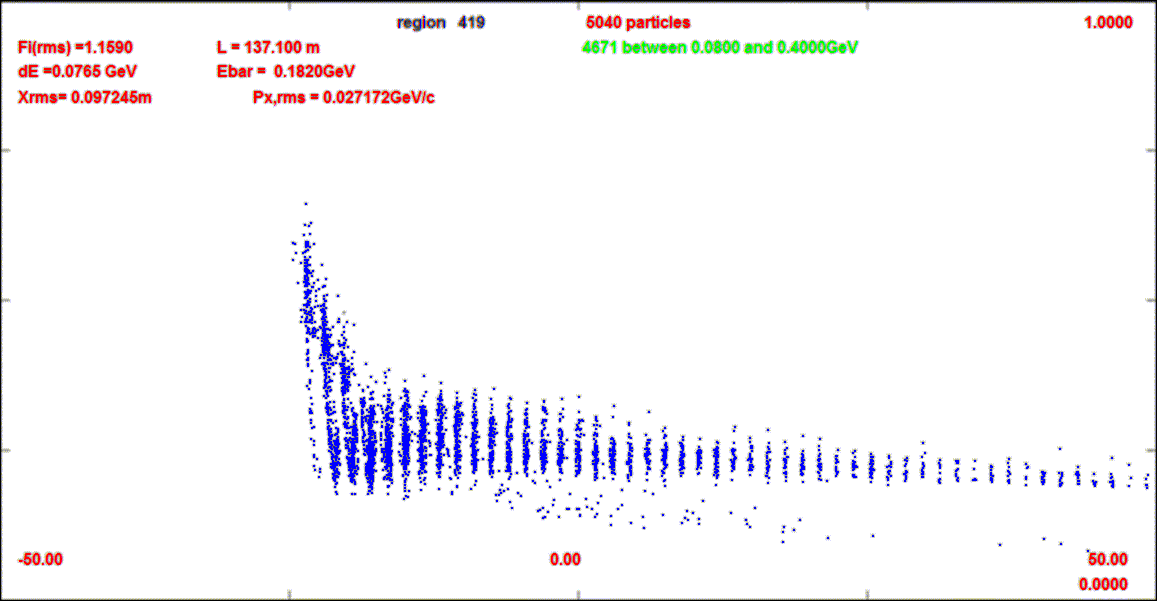 region 419 5040 particles 1.0000
Fi(rms) =1.1590 L = 137.100 m 4671 between 0.0800 and 0.4000GeV
dE =0.0765 GeV Ebar = 0.1820GeV
Xrms= 0.097245m Px,rms = 0.027172GeV/c
-50.00 0.00 50.00
0.0000